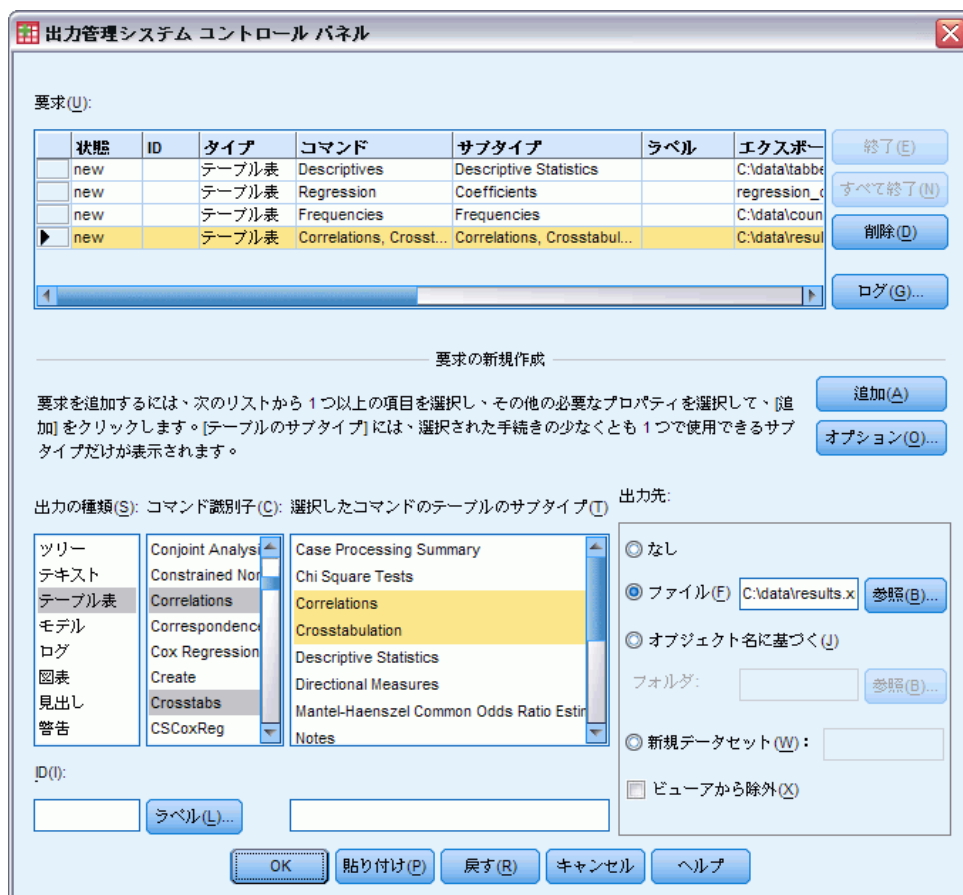 出力管理システム コントロール パネル
要求(U):
状態 ID タイプ コマンド サブタイプ ラベル エクスポー
new テーブル表 Descriptives Descriptive Statistics C:\data\tabbe
new テーブル表 Regression Coefficients regression_c
new テーブル表 Frequencies Frequencies C:\data\coun
new テーブル表 Correlations, Crosst... Correlations, Crosstabul... C:\data\resul
終了(E)
すべて終了(N)
削除(D)
ログ(G)...
要求の新規作成
要求を追加するには、次のリストから 1 つ以上の項目を選択し、その他の必要なプロパティを選択して、[追
加] をクリックします。[テーブルのサブタイプ] には、選択された手続きの少なくとも 1 つで使用できるサブ
タイプだけが表示されます。
追加(A)
オプション(O)...
出力の種類(S): コマンド識別子(C): 選択したコマンドのテーブルのサブタイプ(T)
ツリー
テキスト
テーブル表
モデル
ログ
図表
見出し
警告
Conjoint Analysi
Constrained Nor
Correlations
Correspondence
Cox Regression
Create
Crosstabs
CSCoxReg
Case Processing Summary
Chi Square Tests
Correlations
Crosstabulation
Descriptive Statistics
Directional Measures
Mantel-Haenszel Common Odds Ratio Estir
Notes
出力先:
なし
ファイル(F) C:\data\results.x 参照(B)...
オブジェクト名に基づく(J)
フォルダ: 参照(B)...
新規データセット(W):
ビューアから除外(X)
ID(I):
ラベル(L)...
OK 貼り付け(P) 戻す(R) キャンセル ヘルプ